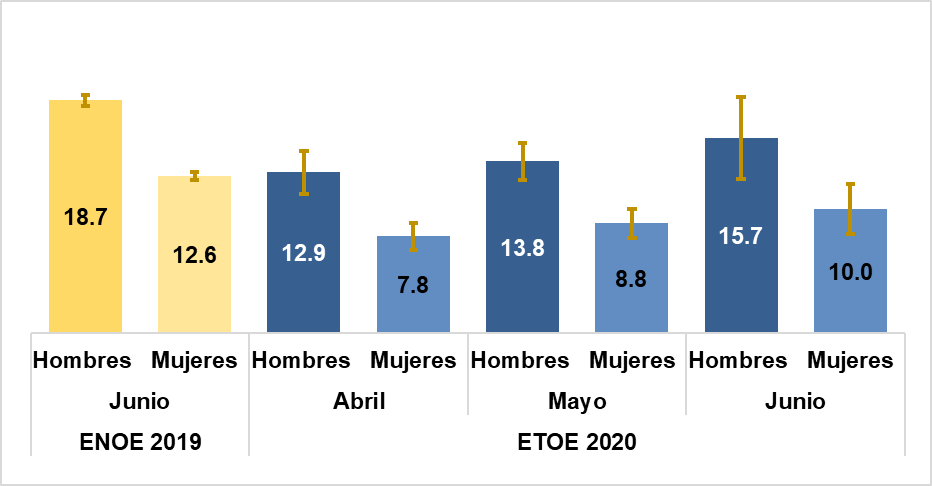 18.7
12.6
12.9
7.8
13.8
8.8
15.7
10.0
Hombres Mujeres Hombres Mujeres Hombres Mujeres Hombres Mujeres
Junio Abril Mayo Junio
ENOE 2019 ETOE 2020